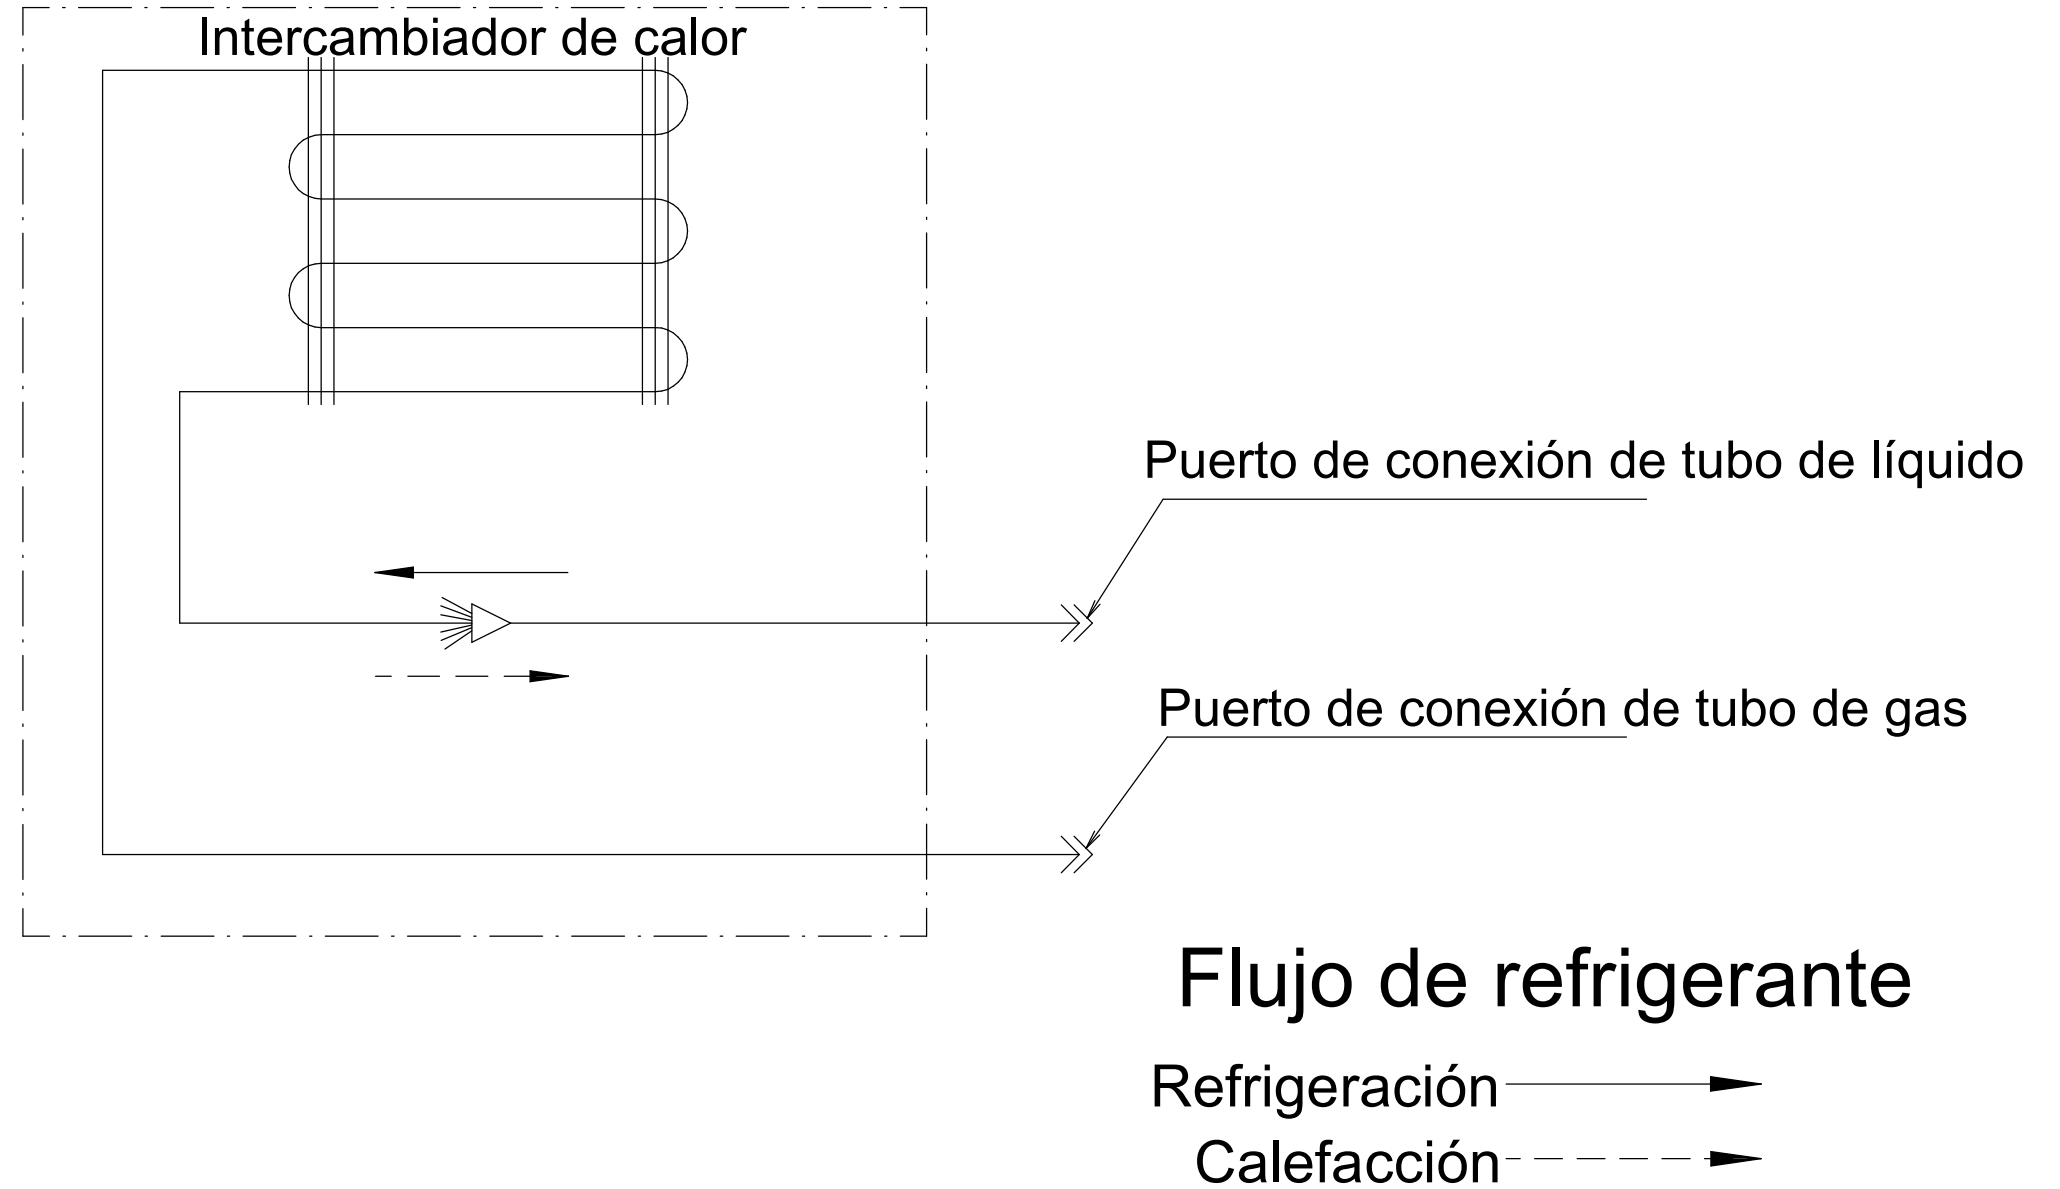 Intercambiador de calor
Puerto de conexión de tubo de líquido
Puerto de conexión de tubo de gas
Flujo de refrigerante
Refrigeración
Calefacción